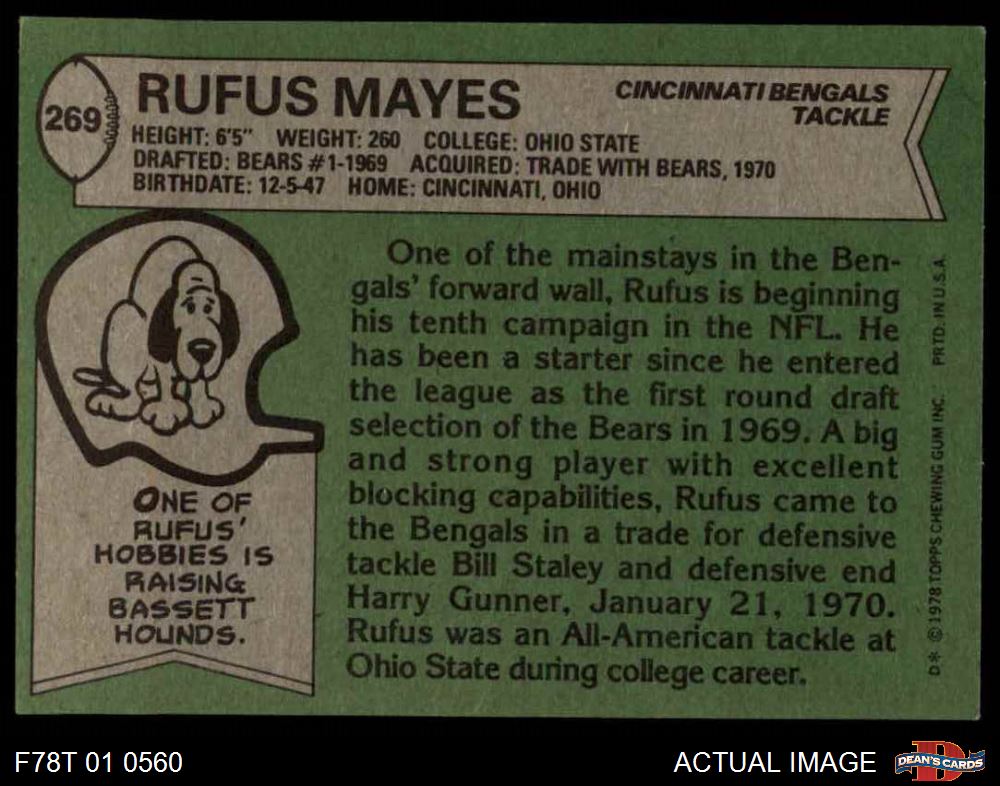 269
RUFUS MAYES
CINCINNATI BENGALS
TACKLE
HEIGHT: 6'5" WEIGHT: 260 COLLEGE: OHIO STATE
DRAFTED: BEARS #1-1969 ACQUIRED: TRADE WITH BEARS, 1970
BIRTHDATE: 12-5-47 HOME: CINCINNATI, OHIO
ONE OF
RUFUS'
HOBBIES IS
RAISING
BASSETT
HOUNDS.
One of the mainstays in the Ben-
gals' forward wall, Rufus is beginning
his tenth campaign in the NFL. He
has been a starter since he entered
the league as the first round draft
selection of the Bears in 1969. A big
and strong player with excellent
blocking capabilities, Rufus came to
the Bengals in a trade for defensive
tackle Bill Staley and defensive end
Harry Gunner, January 21, 1970.
Rufus was an All-American tackle at
Ohio State during college career.
D* © 1978 TOPPS CHEWING GUM INC. PRTD. IN U.S.A.
F78T 01 0560
ACTUAL IMAGE
DEAN'S CARDS